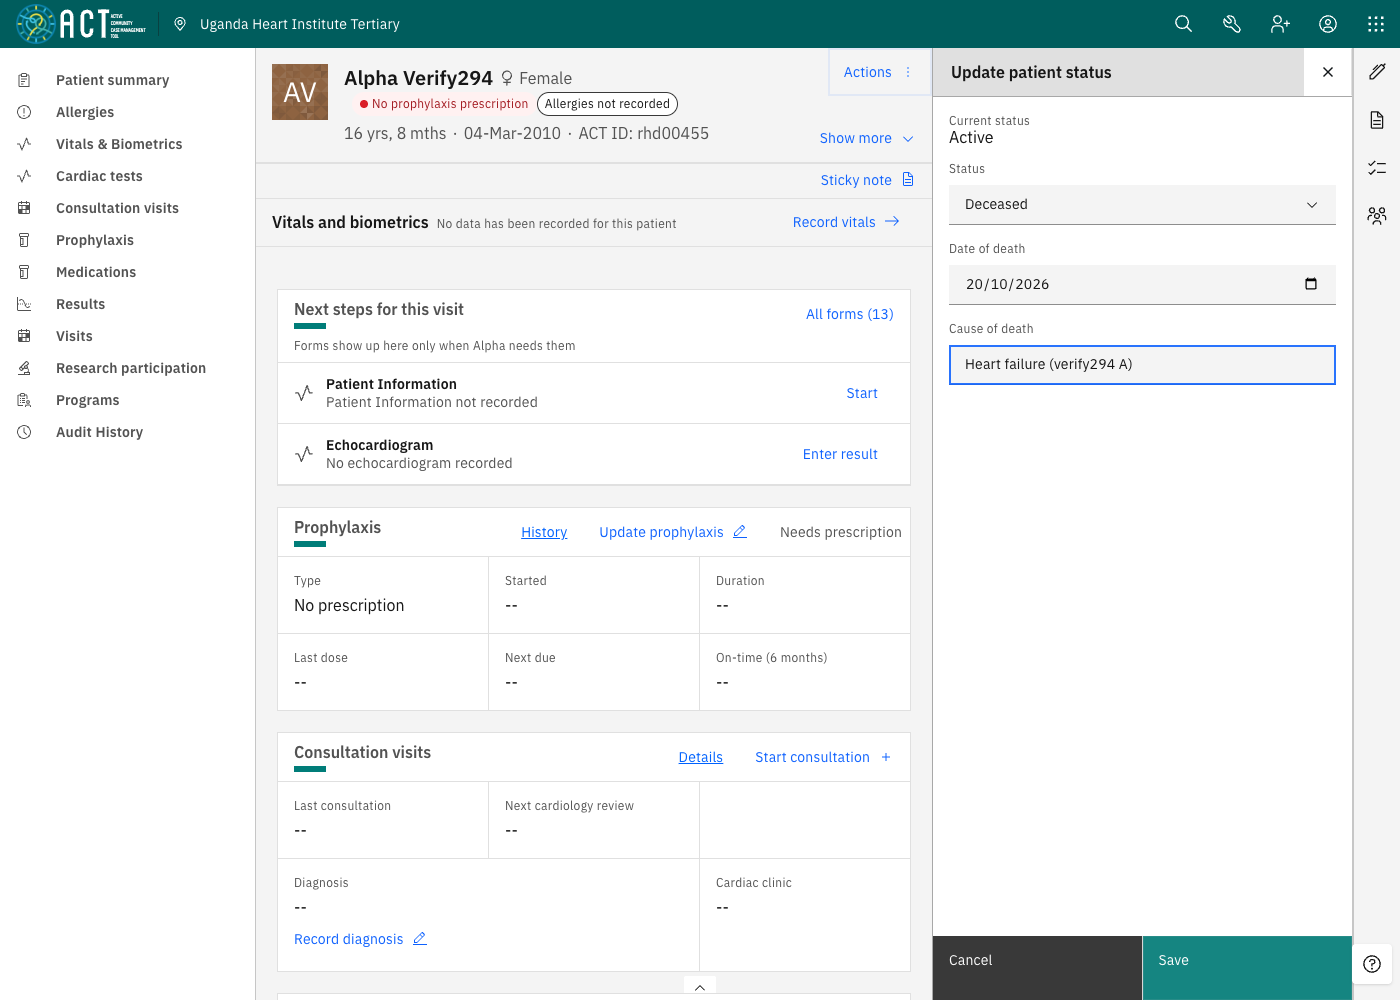 ACT ACTIVE COMMUNITY CASE MANAGEMENT TOOL
Uganda Heart Institute Tertiary
Patient summary
Allergies
Vitals & Biometrics
Cardiac tests
Consultation visits
Prophylaxis
Medications
Results
Visits
Research participation
Programs
Audit History
AV
Alpha Verify294 Female
No prophylaxis prescription Allergies not recorded
16 yrs, 8 mths · 04-Mar-2010 · ACT ID: rhd00455
Actions
Show more
Sticky note
Vitals and biometrics No data has been recorded for this patient Record vitals
Next steps for this visit
All forms (13)
Forms show up here only when Alpha needs them
Patient Information
Patient Information not recorded
Start
Echocardiogram
No echocardiogram recorded
Enter result
Prophylaxis History Update prophylaxis Needs prescription
Type Started Duration
No prescription -- --
Last dose Next due On-time (6 months)
-- -- --
Consultation visits Details Start consultation +
Last consultation Next cardiology review
-- --
Diagnosis Cardiac clinic
-- --
Record diagnosis
Update patient status
Current status
Active
Status
Deceased
Date of death
20/10/2026
Cause of death
Heart failure (verify294 A)
Cancel Save